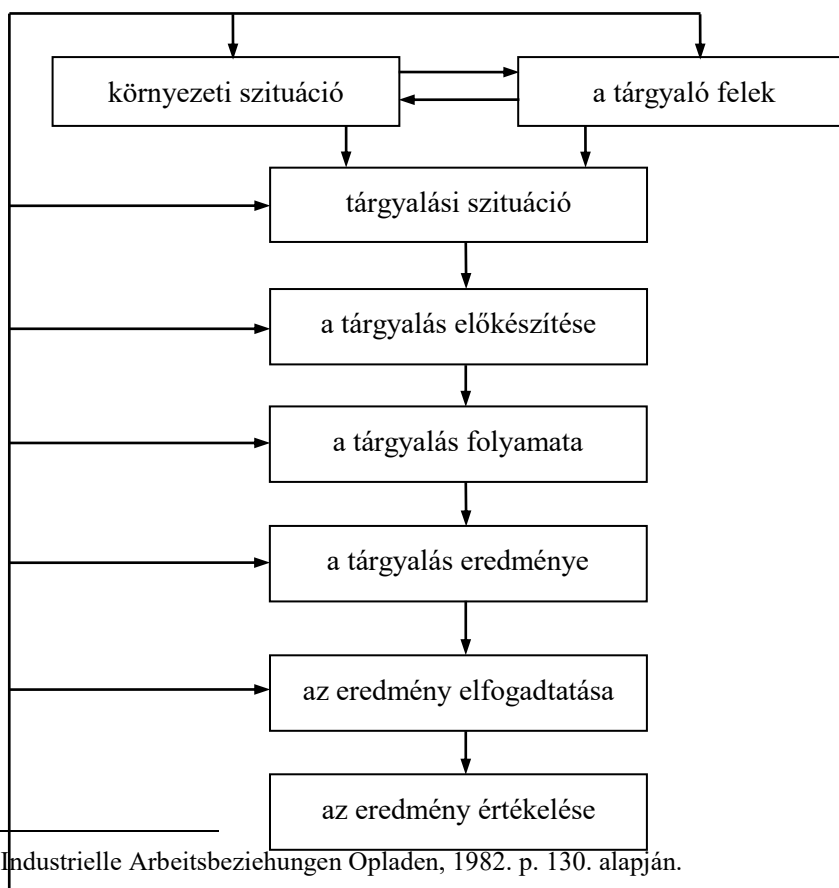 környezeti szituáció
a tárgyaló felek
tárgyalási szituáció
a tárgyalás előkészítése
a tárgyalás folyamata
a tárgyalás eredménye
az eredmény elfogadtatása
az eredmény értékelése
Industrielle Arbeitsbeziehungen Opladen, 1982. p. 130. alapján.